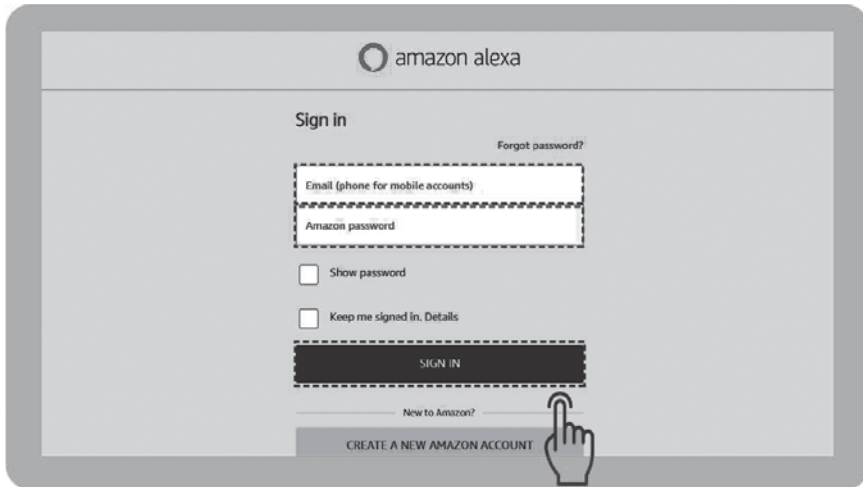 amazon alexa
Sign in
Forgot password?
Email (phone for mobile accounts)
Amazon password
Show password
Keep me signed in. Details
SIGN IN
New to Amazon?
CREATE A NEW AMAZON ACCOUNT